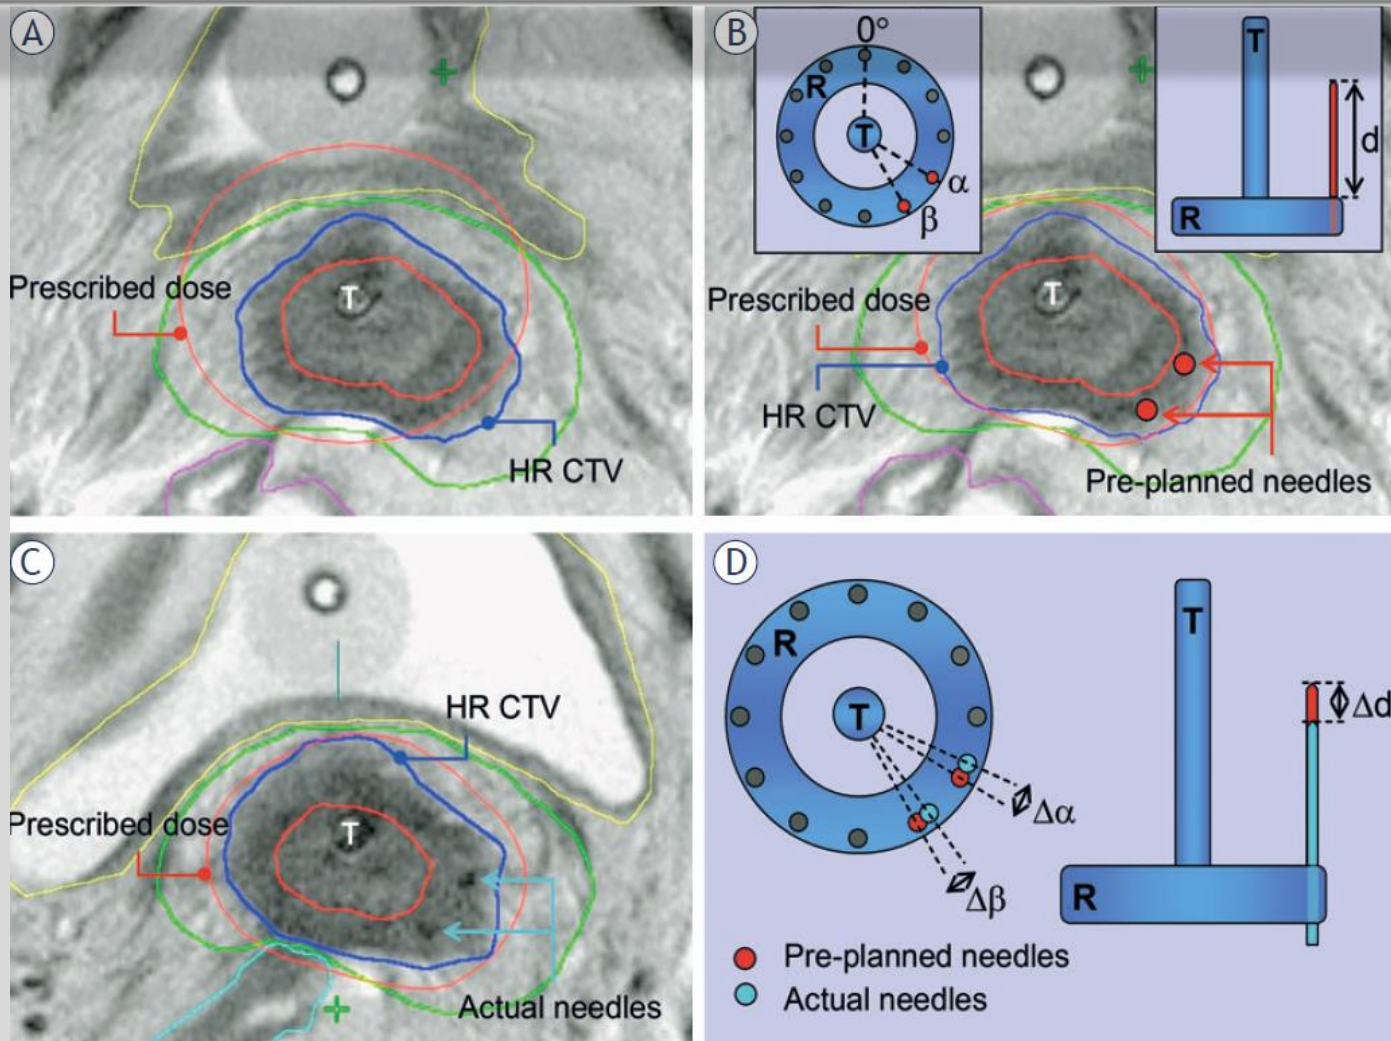 A
Prescribed dose
T
HR CTV
B
0°
R
T
α
β
T
d
R
Prescribed dose
T
HR CTV
Pre-planned needles
C
HR CTV
Prescribed dose
T
Actual needles
D
R
T
Δα
Δβ
T
Δd
R
Pre-planned needles
Actual needles